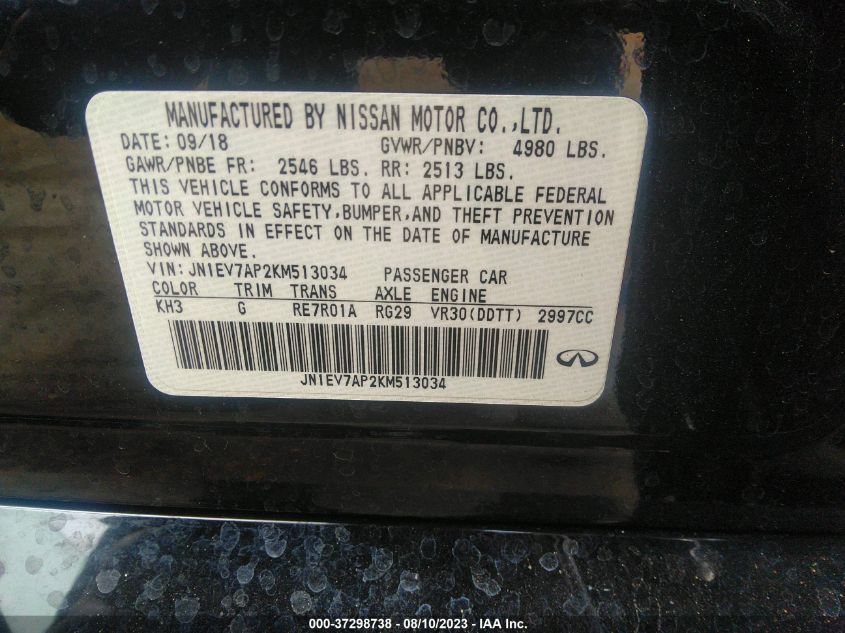 MANUFACTURED BY NISSAN MOTOR CO.,LTD.
DATE: 09/18 GVWR/PNBV: 4980 LBS.
GAWR/PNBE FR: 2546 LBS. RR: 2513 LBS.
THIS VEHICLE CONFORMS TO ALL APPLICABLE FEDERAL
MOTOR VEHICLE SAFETY,BUMPER,AND THEFT PREVENTION
STANDARDS IN EFFECT ON THE DATE OF MANUFACTURE
SHOWN ABOVE.
VIN: JN1EV7AP2KM513034 PASSENGER CAR
COLOR TRIM TRANS AXLE ENGINE
KH3 G RE7R01A RG29 VR30(DDTT) 2997CC
JN1EV7AP2KM513034
000-37298738 - 08/10/2023 - IAA Inc.